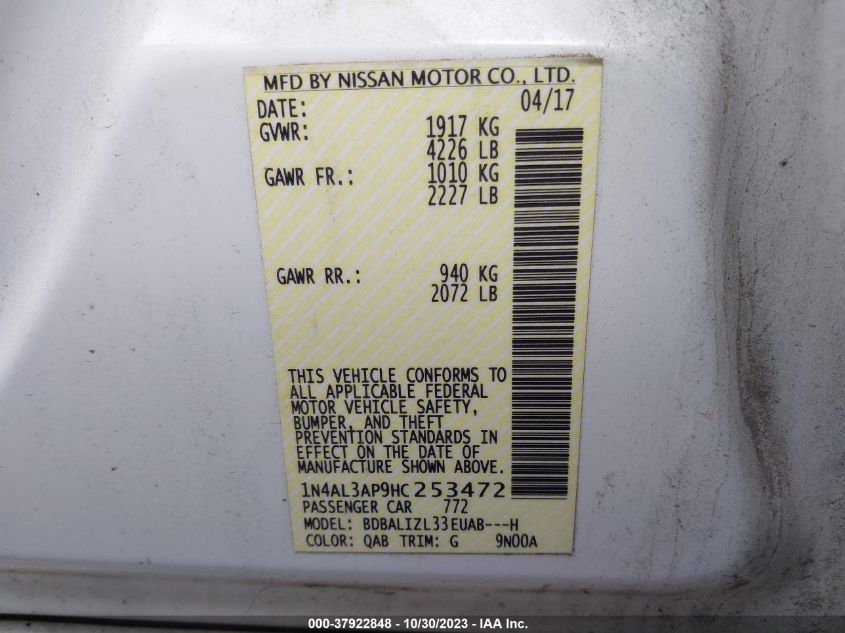 MFD BY NISSAN MOTOR CO., LTD.
DATE: 04/17
GVWR: 1917 KG
4226 LB
GAWR FR.: 1010 KG
2227 LB
GAWR RR.: 940 KG
2072 LB
THIS VEHICLE CONFORMS TO
ALL APPLICABLE FEDERAL
MOTOR VEHICLE SAFETY,
BUMPER, AND THEFT
PREVENTION STANDARDS IN
EFFECT ON THE DATE OF
MANUFACTURE SHOWN ABOVE.
1N4AL3AP9HC253472
PASSENGER CAR 772
MODEL: BDBALIZL33EUAB---H
COLOR: QAB TRIM: G 9N00A
000-37922848 - 10/30/2023 - IAA Inc.